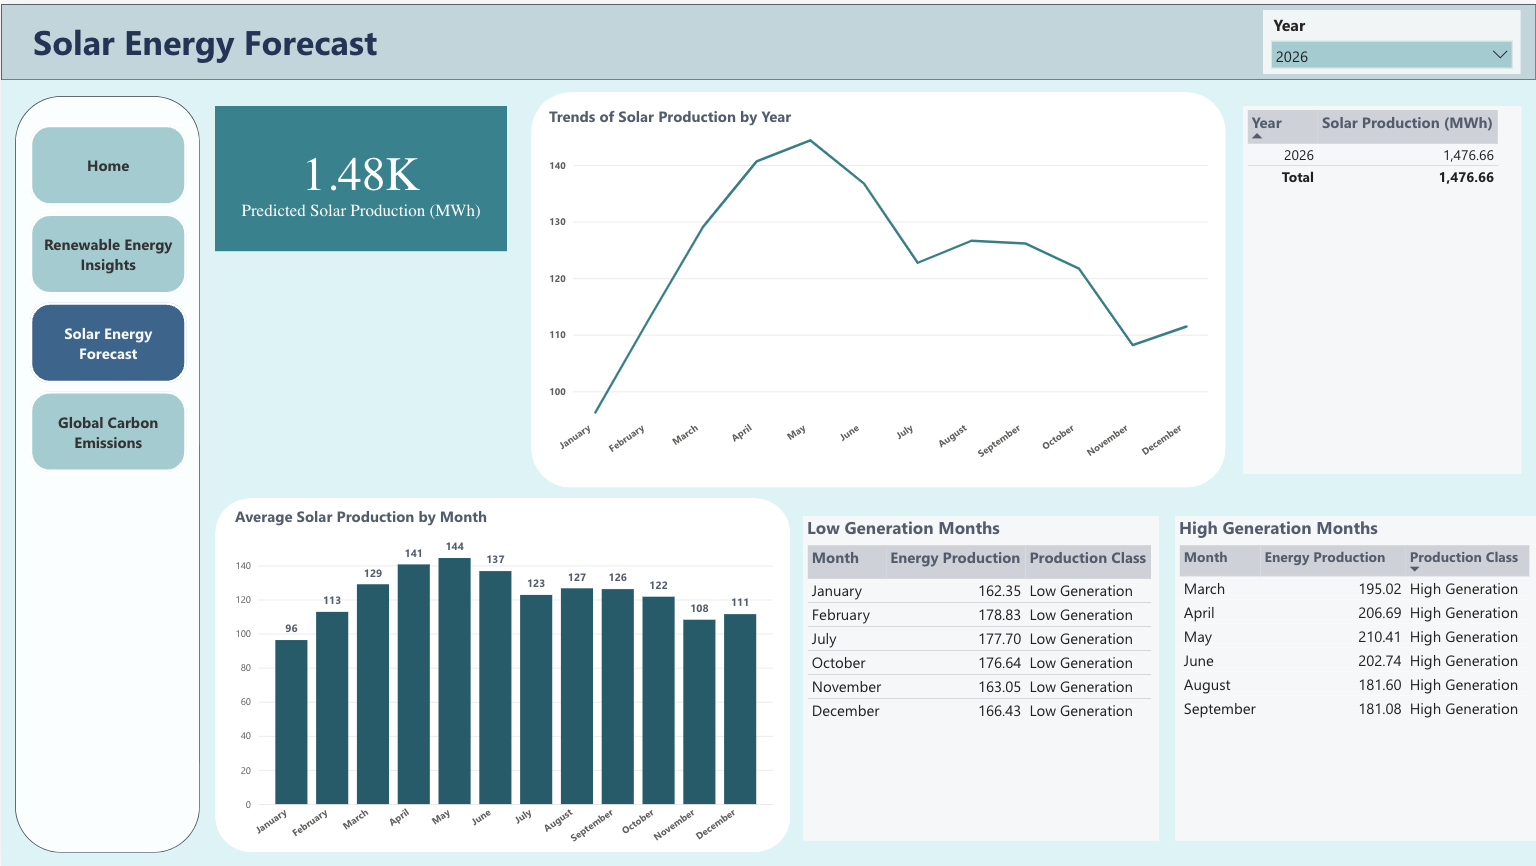 Solar Energy Forecast
Year
2026
Home
Renewable Energy
Insights
Solar Energy
Forecast
Global Carbon
Emissions
1.48K
Predicted Solar Production (MWh)
Trends of Solar Production by Year
140
130
120
110
100
January
February
March
April
May
June
July
August
September
October
November
December
Year Solar Production (MWh)
2026 1,476.66
Total 1,476.66
Average Solar Production by Month
140
120
100
80
60
40
20
0
96
113
129
141
144
137
123
127
126
122
108
111
January
February
March
April
May
June
July
August
September
October
November
December
Low Generation Months
Month Energy Production Production Class
January 162.35 Low Generation
February 178.83 Low Generation
July 177.70 Low Generation
October 176.64 Low Generation
November 163.05 Low Generation
December 166.43 Low Generation
High Generation Months
Month Energy Production Production Class
March 195.02 High Generation
April 206.69 High Generation
May 210.41 High Generation
June 202.74 High Generation
August 181.60 High Generation
September 181.08 High Generation